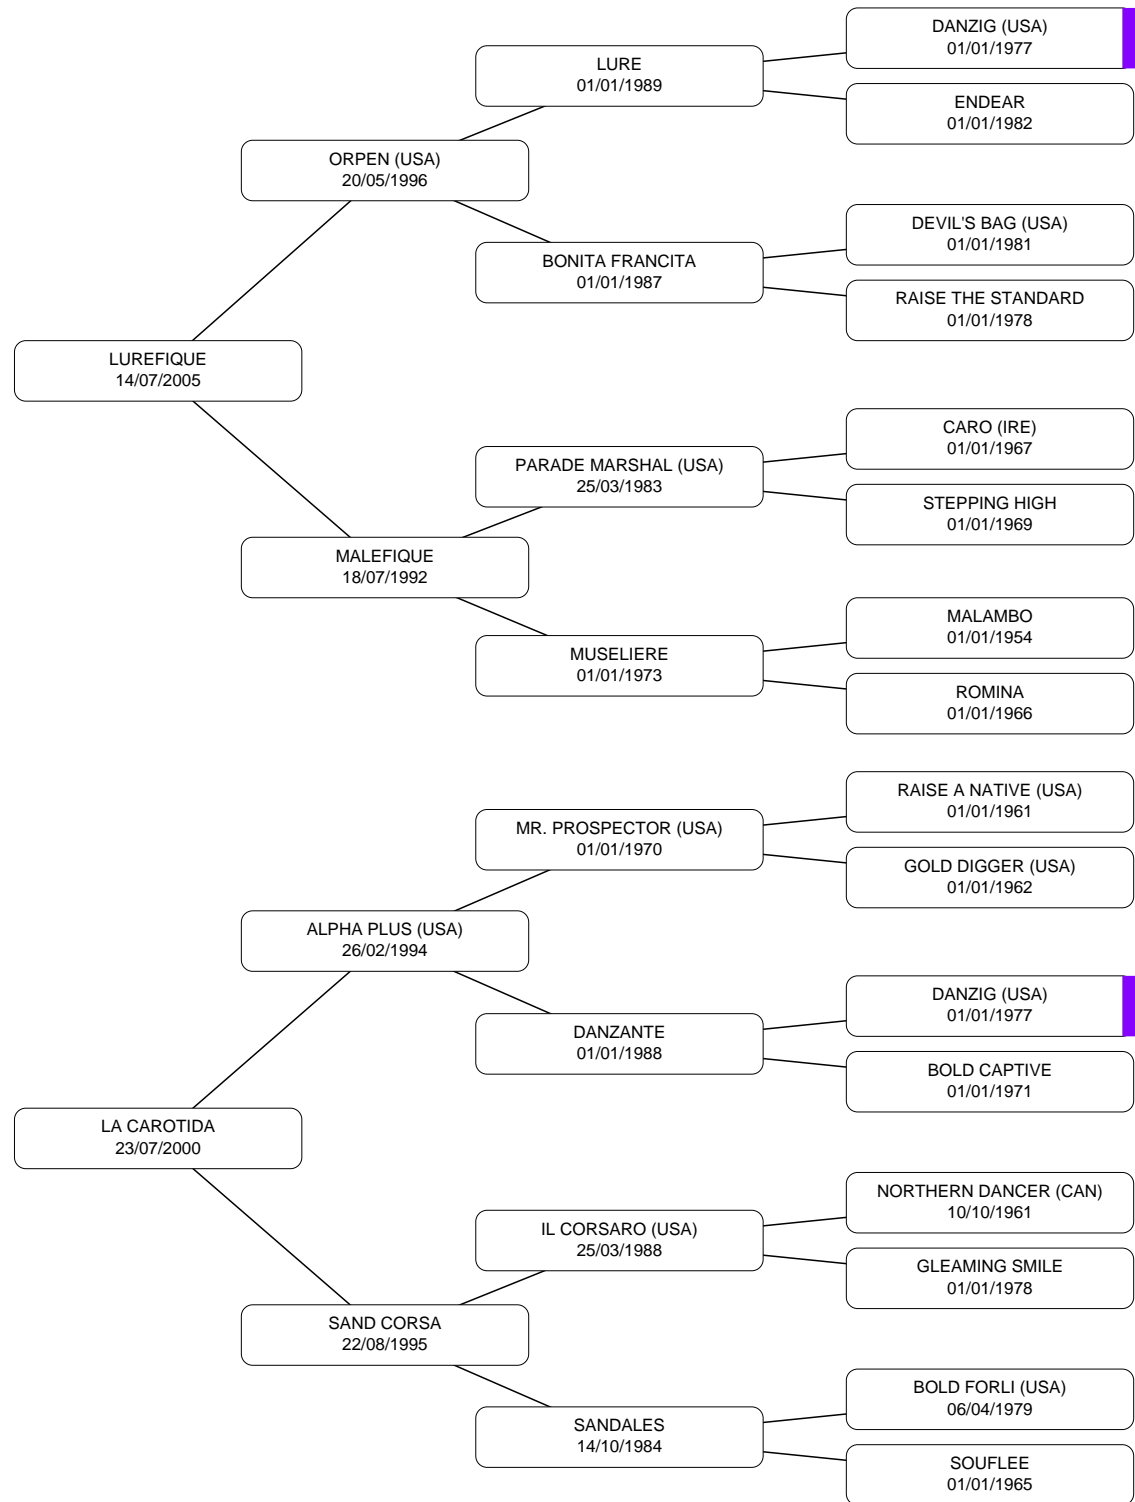 DANZIG (USA)
01/01/1977
LURE
01/01/1989
ENDEAR
01/01/1982
ORPEN (USA)
20/05/1996
DEVIL'S BAG (USA)
01/01/1981
BONITA FRANCITA
01/01/1987
RAISE THE STANDARD
01/01/1978
LUREFIQUE
14/07/2005
CARO (IRE)
01/01/1967
PARADE MARSHAL (USA)
25/03/1983
STEPPING HIGH
01/01/1969
MALEFIQUE
18/07/1992
MALAMBO
01/01/1954
MUSELIERE
01/01/1973
ROMINA
01/01/1966
RAISE A NATIVE (USA)
01/01/1961
MR. PROSPECTOR (USA)
01/01/1970
GOLD DIGGER (USA)
01/01/1962
ALPHA PLUS (USA)
26/02/1994
DANZIG (USA)
01/01/1977
DANZANTE
01/01/1988
BOLD CAPTIVE
01/01/1971
LA CAROTIDA
23/07/2000
NORTHERN DANCER (CAN)
10/10/1961
IL CORSARO (USA)
25/03/1988
GLEAMING SMILE
01/01/1978
SAND CORSA
22/08/1995
BOLD FORLI (USA)
06/04/1979
SANDALES
14/10/1984
SOUFLEE
01/01/1965